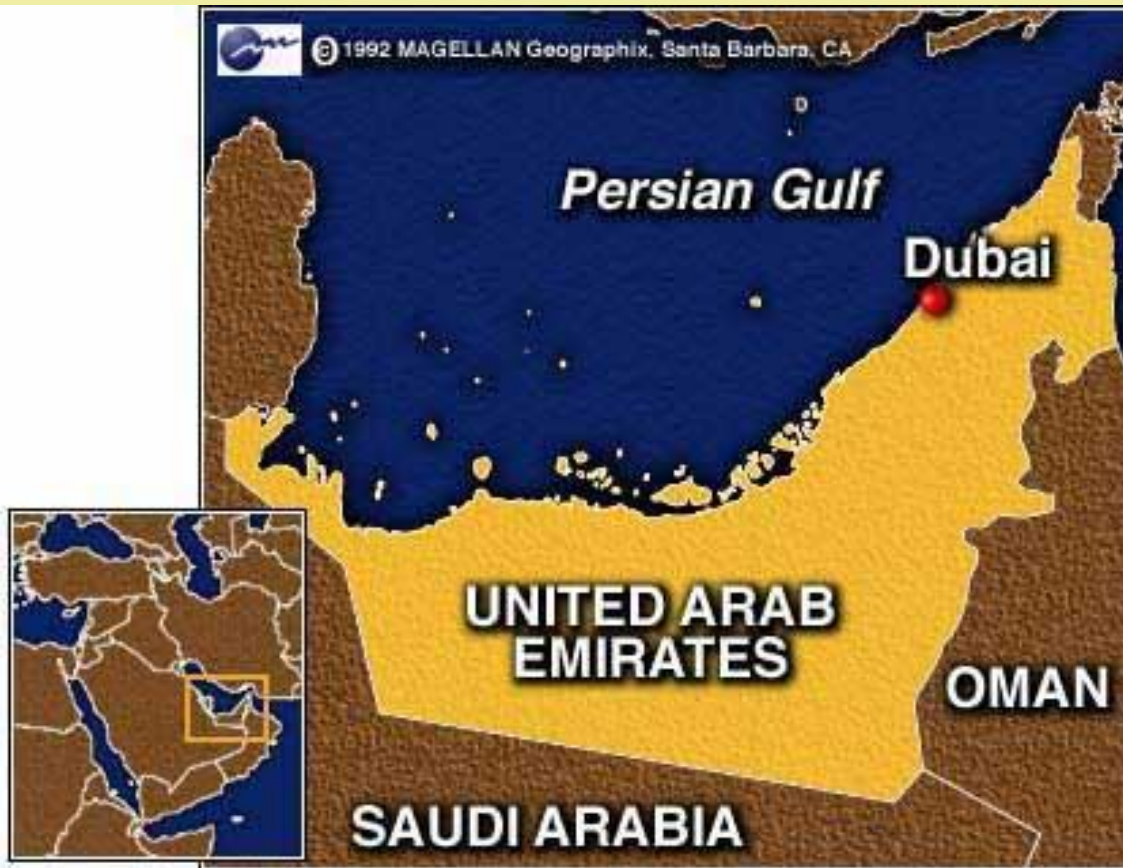 © 1992 MAGELLAN Geographix, Santa Barbara, CA
Persian Gulf
Dubai
UNITED ARAB
EMIRATES
OMAN
SAUDI ARABIA